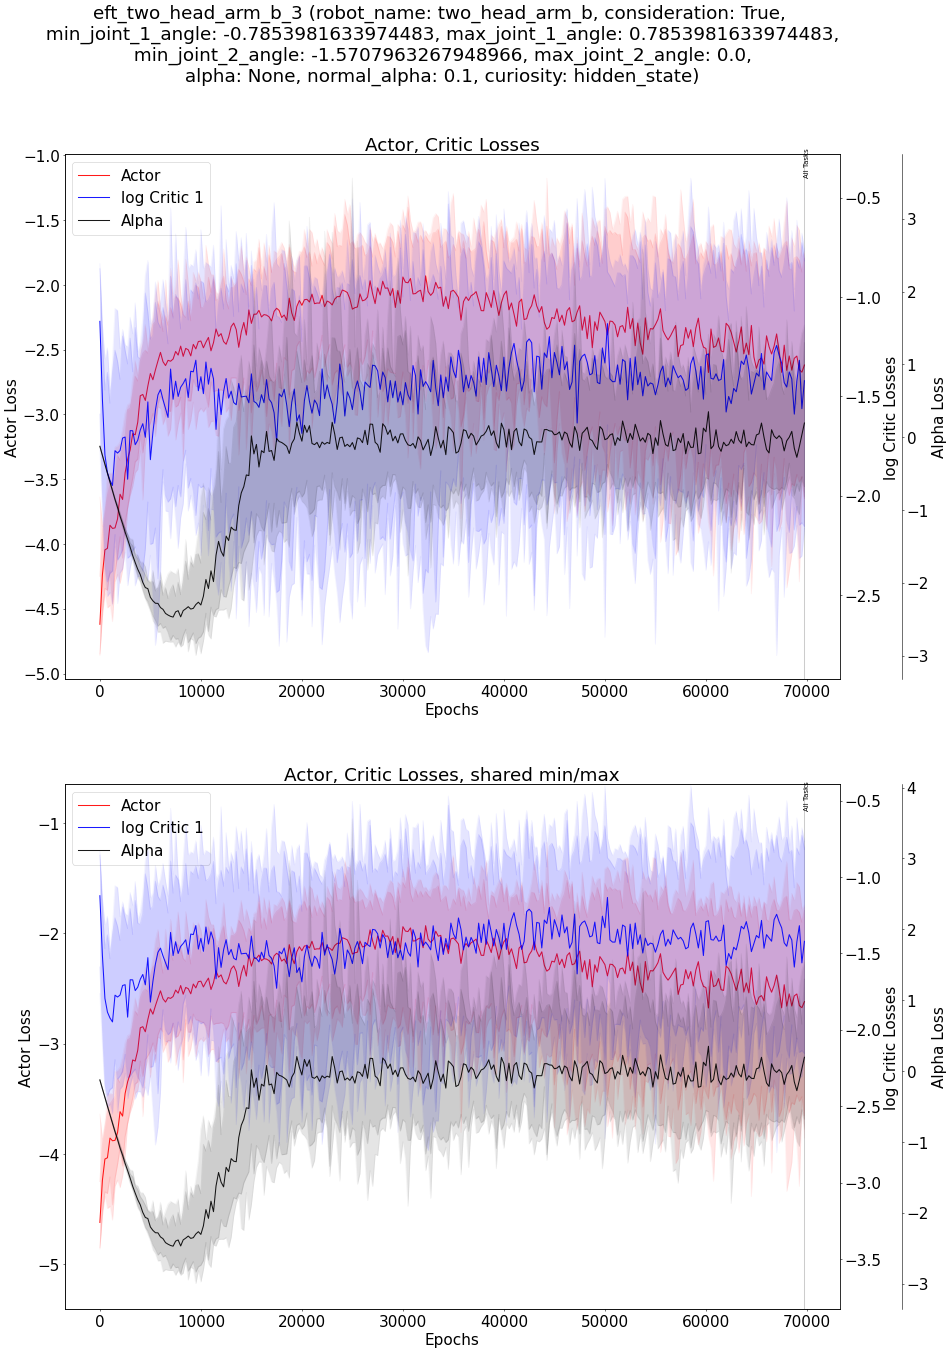 eft_two_head_arm_b_3 (robot_name: two_head_arm_b, consideration: True,
min_joint_1_angle: -0.7853981633974483, max_joint_1_angle: 0.7853981633974483,
min_joint_2_angle: -1.5707963267948966, max_joint_2_angle: 0.0,
alpha: None, normal_alpha: 0.1, curiosity: hidden_state)
Actor, Critic Losses
Actor
log Critic 1
Alpha
All Tasks
−1.0
−1.5
−2.0
−2.5
−3.0
−3.5
−4.0
−4.5
−5.0
Actor Loss
0
10000
20000
30000
40000
50000
60000
70000
Epochs
−0.5
−1.0
−1.5
−2.0
−2.5
log Critic Losses
3
2
1
0
−1
−2
−3
Alpha Loss
Actor, Critic Losses, shared min/max
Actor
log Critic 1
Alpha
All Tasks
−1
−2
−3
−4
−5
Actor Loss
0
10000
20000
30000
40000
50000
60000
70000
Epochs
−0.5
−1.0
−1.5
−2.0
−2.5
−3.0
−3.5
log Critic Losses
4
3
2
1
0
−1
−2
−3
Alpha Loss